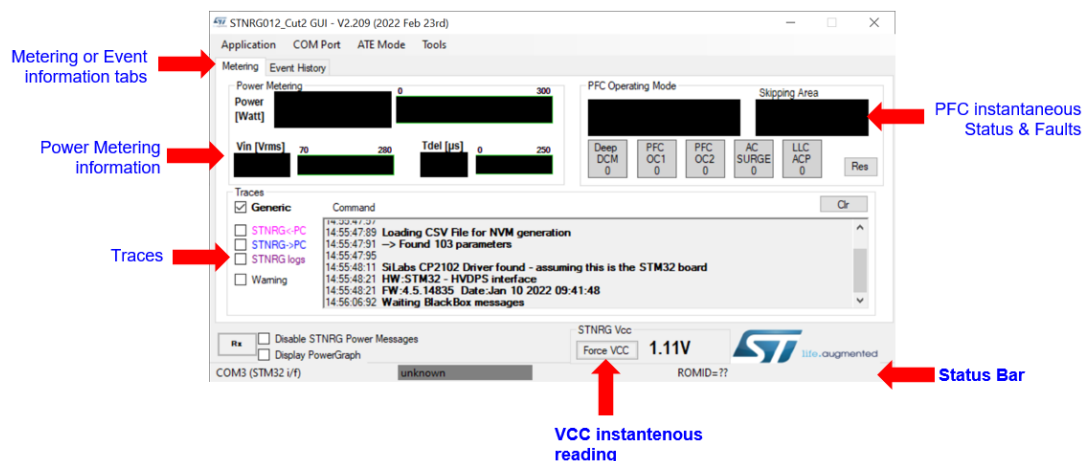 STNRG012_Cut2 GUI - V2.209 (2022 Feb 23rd)
Application COM Port ATE Mode Tools
Metering or Event
information tabs
Metering Event History
Power Metering
Power
[Watt]
0 300
Vin [Vrms] 70 280
Tdel [µs] 0 250
Power Metering
information
PFC Operating Mode
Skipping Area
Deep
DCM
0
PFC
OC1
0
PFC
OC2
0
AC
SURGE
0
LLC
ACP
0
Res
PFC instantaneous
Status & Faults
Traces
Generic Command Clr
STNRG<-PC
STNRG->PC
STNRG logs
Warning
Traces
14:55:47:57
14:55:47:89 Loading CSV File for NVM generation
14:55:47:91 --> Found 103 parameters
14:55:47:95
14:55:48:11 SiLabs CP2102 Driver found - assuming this is the STM32 board
14:55:48:21 HW:STM32 - HVDPS interface
14:55:48:21 FW:4.5.14835 Date:Jan 10 2022 09:41:48
14:56:06:92 Waiting BlackBox messages
Rx
Disable STNRG Power Messages
Display PowerGraph
STNRG Vcc
Force VCC 1.11V
ST life.augmented
COM3 (STM32 i/f) unknown ROMID=??
Status Bar
VCC instantenous
reading